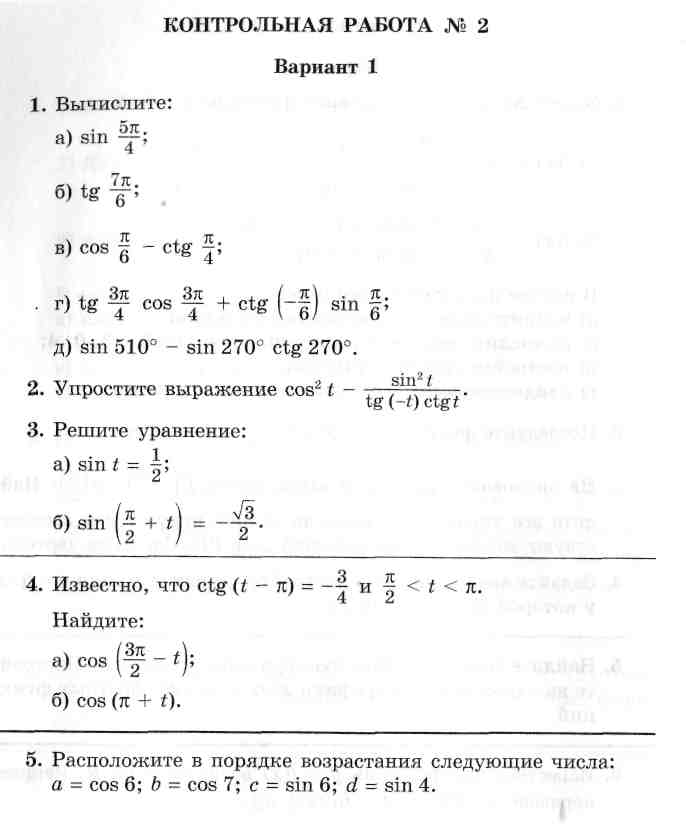 КОНТРОЛЬНАЯ РАБОТА № 2
Вариант 1
1. Вычислите:
а) sin 5π/4;
б) tg 7π/6;
в) cos π/6 − ctg π/4;
г) tg 3π/4 cos 3π/4 + ctg (−π/6) sin π/6;
д) sin 510° − sin 270° ctg 270°.
2. Упростите выражение cos² t − sin² t / tg (−t) ctg t.
3. Решите уравнение:
а) sin t = 1/2;
б) sin (π/2 + t) = −√3/2.
4. Известно, что ctg (t − π) = −3/4 и π/2 < t < π.
Найдите:
а) cos (3π/2 − t);
б) cos (π + t).
5. Расположите в порядке возрастания следующие числа:
a = cos 6; b = cos 7; c = sin 6; d = sin 4.